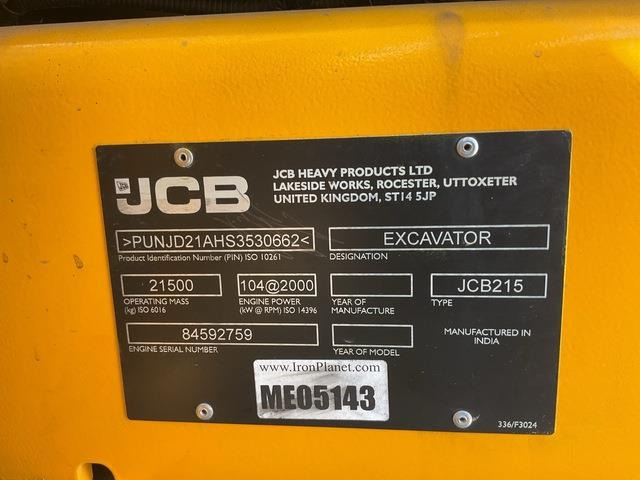 JCB
JCB HEAVY PRODUCTS LTD
LAKESIDE WORKS, ROCESTER, UTTOXETER
UNITED KINGDOM, ST14 5JP
>PUNJD21AHS3530662<
Product Identification Number (PIN) ISO 10261
EXCAVATOR
DESIGNATION
21500
OPERATING MASS
(kg) ISO 6016
104@2000
ENGINE POWER
(kW @ RPM) ISO 14396
YEAR OF
MANUFACTURE
JCB215
TYPE
84592759
ENGINE SERIAL NUMBER
YEAR OF MODEL
MANUFACTURED IN
INDIA
www.IronPlanet.com
ME05143
336/F3024